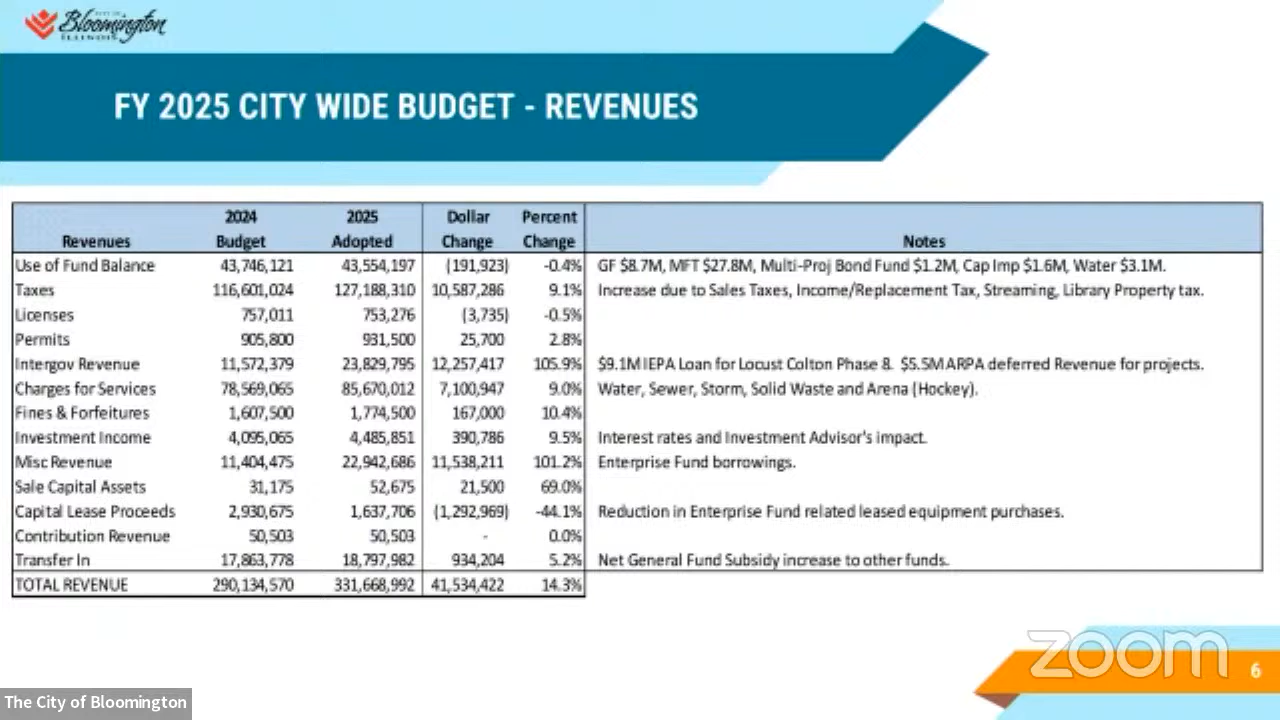 CITY OF
Bloomington
ILLINOIS
FY 2025 CITY WIDE BUDGET - REVENUES
2024 2025 Dollar Percent
Revenues Budget Adopted Change Change Notes
Use of Fund Balance 43,746,121 43,554,197 (191,923) -0.4% GF $8.7M, MFT $27.8M, Multi-Proj Bond Fund $1.2M, Cap Imp $1.6M, Water $3.1M.
Taxes 116,601,024 127,188,310 10,587,286 9.1% Increase due to Sales Taxes, Income/Replacement Tax, Streaming, Library Property tax.
Licenses 757,011 753,276 (3,735) -0.5%
Permits 905,800 931,500 25,700 2.8%
Intergov Revenue 11,572,379 23,829,795 12,257,417 105.9% $9.1M IEPA Loan for Locust Colton Phase & $5.5M ARPA deferred Revenue for projects.
Charges for Services 78,569,065 85,670,012 7,100,947 9.0% Water, Sewer, Storm, Solid Waste and Arena (Hockey).
Fines & Forfeitures 1,607,500 1,774,500 167,000 10.4%
Investment Income 4,095,065 4,485,851 390,786 9.5% Interest rates and Investment Advisor's impact.
Misc Revenue 11,404,475 22,942,686 11,538,211 101.2% Enterprise Fund borrowings.
Sale Capital Assets 31,175 52,675 21,500 69.0%
Capital Lease Proceeds 2,930,675 1,637,706 (1,292,969) -44.1% Reduction in Enterprise Fund related leased equipment purchases.
Contribution Revenue 50,503 50,503 - 0.0%
Transfer In 17,863,778 18,797,982 934,204 5.2% Net General Fund Subsidy increase to other funds.
TOTAL REVENUE 290,134,570 331,668,992 41,534,422 14.3%
zoom
6
The City of Bloomington